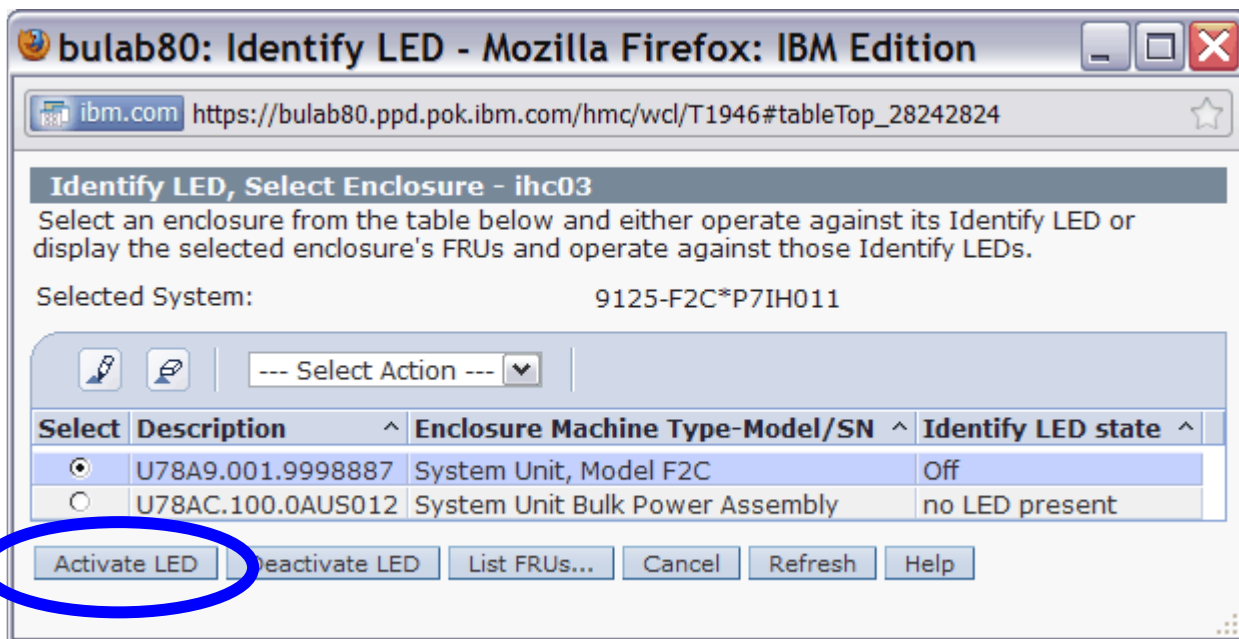 bulab80: Identify LED - Mozilla Firefox: IBM Edition
ibm.com https://bulab80.ppd.pok.ibm.com/hmc/wcl/T1946#tableTop_28242824
Identify LED, Select Enclosure - ihc03
Select an enclosure from the table below and either operate against its Identify LED or
display the selected enclosure's FRUs and operate against those Identify LEDs.
Selected System: 9125-F2C*P7IH011
--- Select Action ---
Select Description ^ Enclosure Machine Type-Model/SN ^ Identify LED state ^
U78A9.001.9998887 System Unit, Model F2C Off
U78AC.100.0AUS012 System Unit Bulk Power Assembly no LED present
Activate LED Deactivate LED List FRUs... Cancel Refresh Help